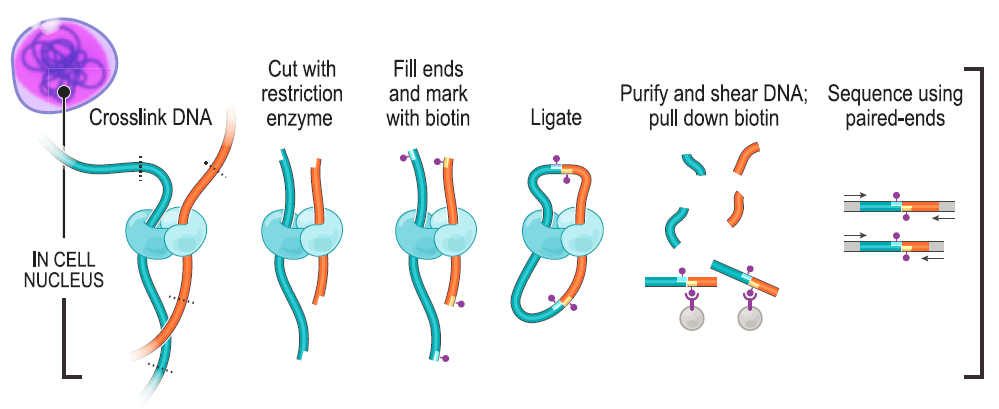 IN CELL
NUCLEUS
Crosslink DNA
Cut with
restriction
enzyme
Fill ends
and mark
with biotin
Ligate
Purify and shear DNA;
pull down biotin
Sequence using
paired-ends